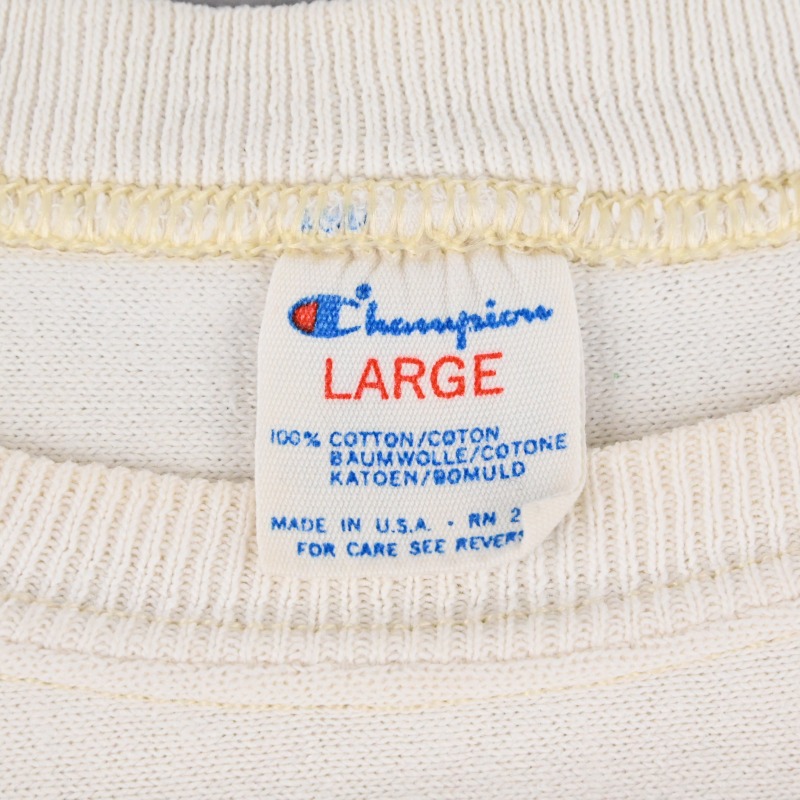 Champion
LARGE
100% COTTON/COTON
BAUMWOLLE/COTONE
KATOEN/BOMULD
MADE IN U.S.A. · RN 2
FOR CARE SEE